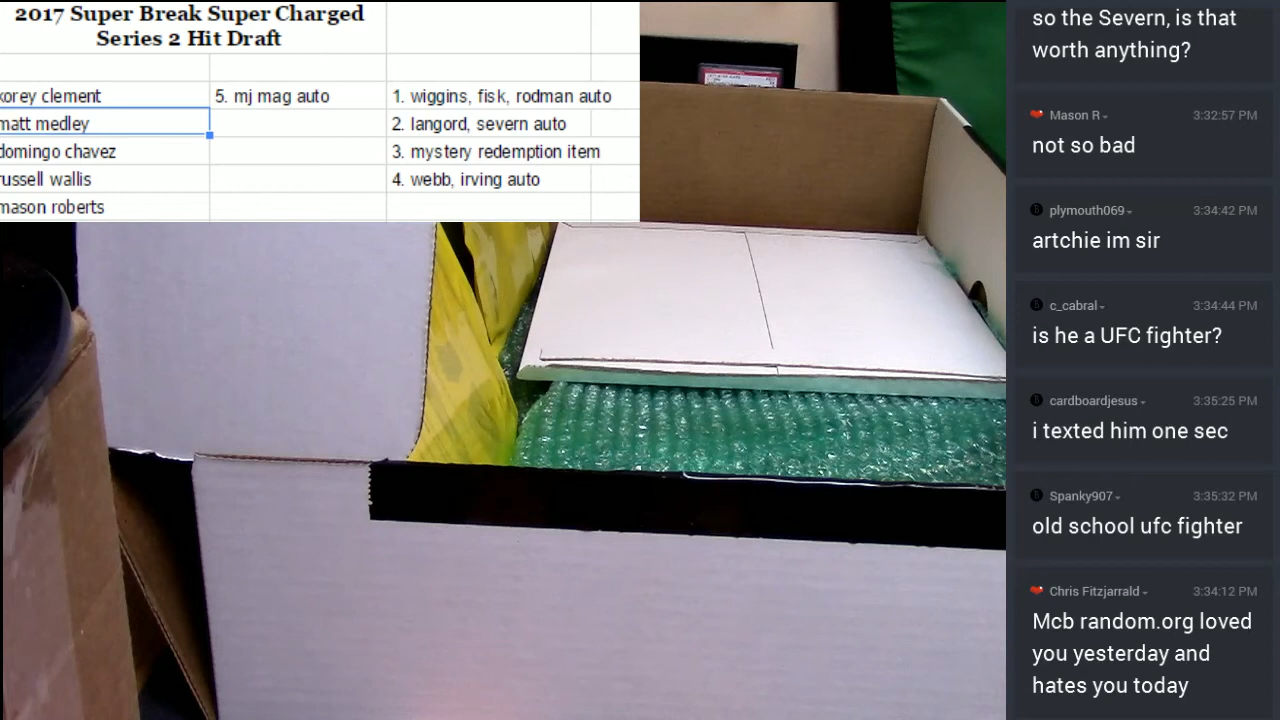 2017 Super Break Super Charged
Series 2 Hit Draft
korey clement
5. mj mag auto
1. wiggins, fisk, rodman auto
matt medley
2. langord, severn auto
domingo chavez
3. mystery redemption item
russell wallis
4. webb, irving auto
mason roberts
so the Severn, is that
worth anything?
Mason R
3:32:57 PM
not so bad
plymouth069
3:34:42 PM
artchie im sir
c_cabral
3:34:44 PM
is he a UFC fighter?
cardboardjesus
3:35:25 PM
i texted him one sec
Spanky907
3:35:32 PM
old school ufc fighter
Chris Fitzjarrald
3:34:12 PM
Mcb random.org loved
you yesterday and
hates you today